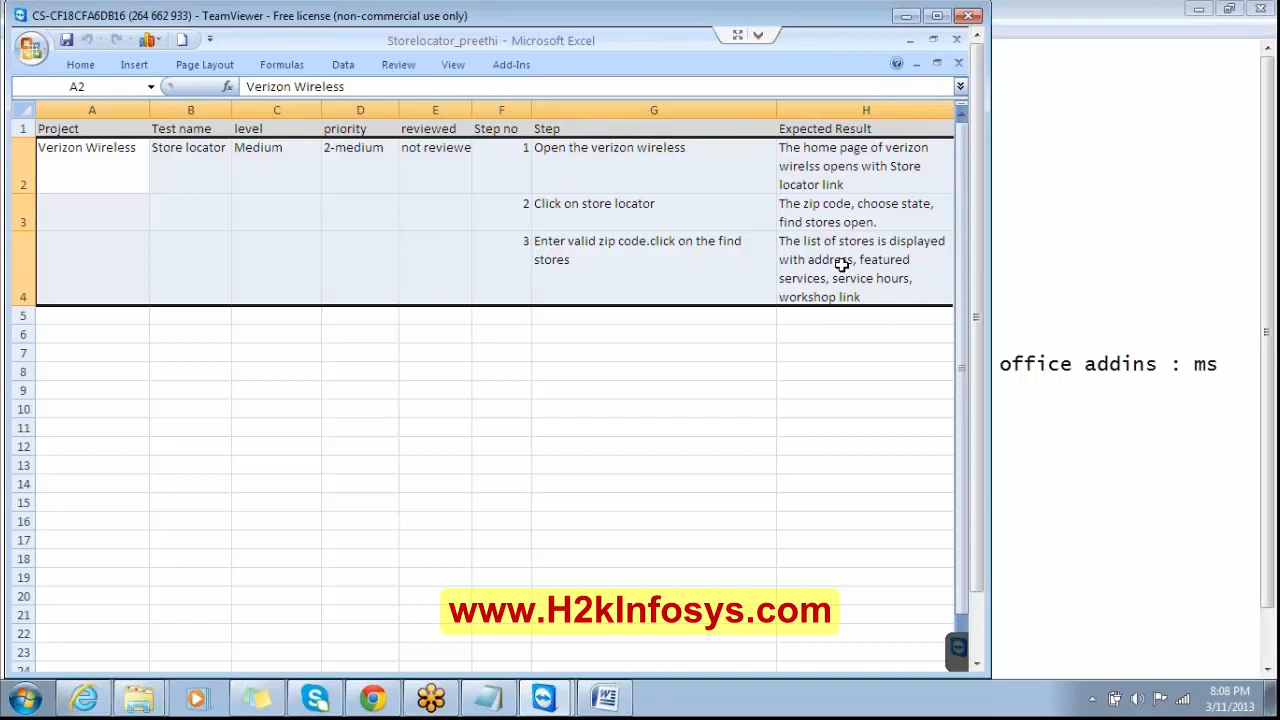 CS-CF18CFA6DB16 (264 662 933) - TeamViewer - Free license (non-commercial use only)
Storelocator_preethi - Microsoft Excel
Home Insert Page Layout Formulas Data Review View Add-Ins
A2 fx Verizon Wireless
A B C D E F G H
1 Project Test name level priority reviewed Step no Step Expected Result
Verizon Wireless Store locator Medium 2-medium not reviewe 1 Open the verizon wireless The home page of verizon
wirelss opens with Store
2 locator link
2 Click on store locator The zip code, choose state,
3 find stores open.
3 Enter valid zip code.click on the find The list of stores is displayed
stores with address, featured
services, service hours,
4 workshop link
5
6
7
8
9
10
11
12
13
14
15
16
17
18
19
20
21
22
23
24
office addins : ms
www.H2kInfosys.com
8:08 PM
3/11/2013